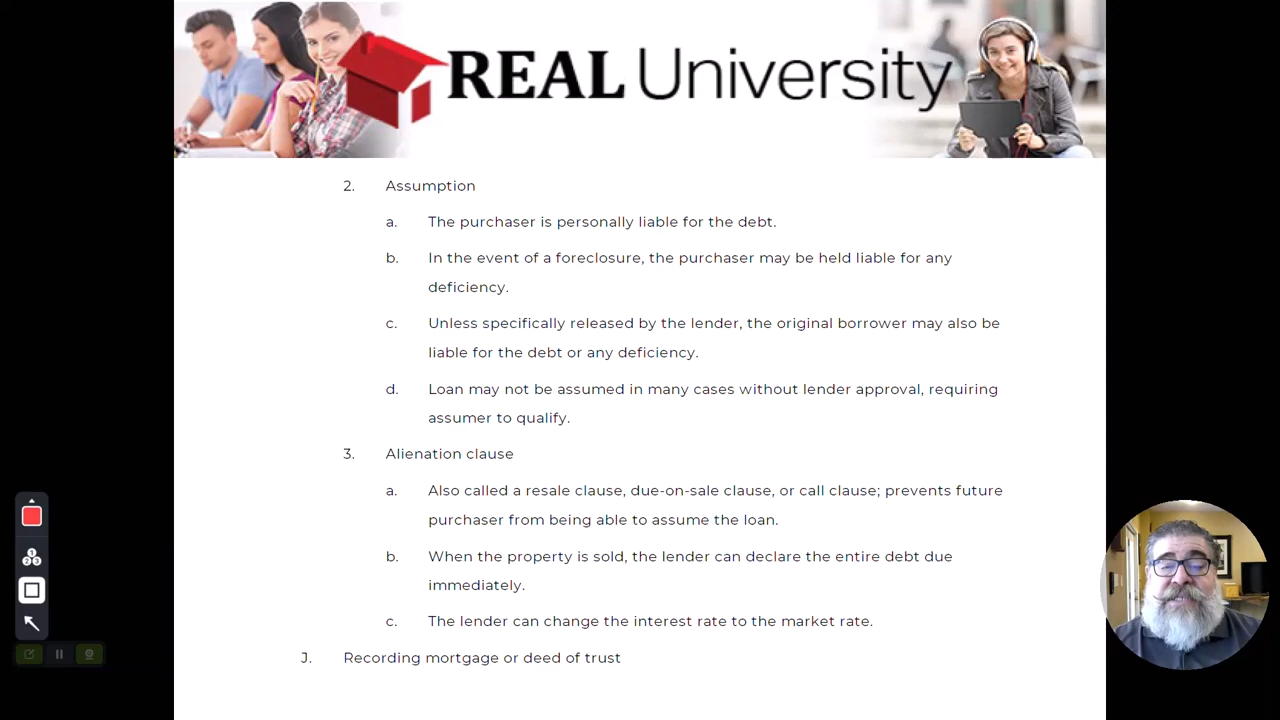 REAL University
2. Assumption
a. The purchaser is personally liable for the debt.
b. In the event of a foreclosure, the purchaser may be held liable for any
deficiency.
c. Unless specifically released by the lender, the original borrower may also be
liable for the debt or any deficiency.
d. Loan may not be assumed in many cases without lender approval, requiring
assumer to qualify.
3. Alienation clause
a. Also called a resale clause, due-on-sale clause, or call clause; prevents future
purchaser from being able to assume the loan.
b. When the property is sold, the lender can declare the entire debt due
immediately.
c. The lender can change the interest rate to the market rate.
J. Recording mortgage or deed of trust